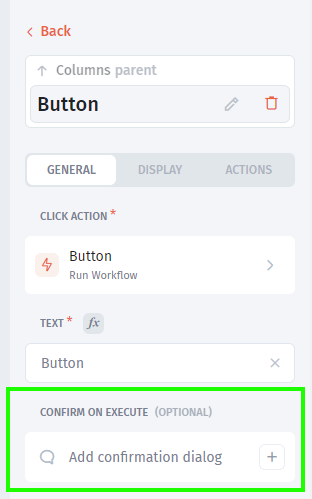 Back
Columns parent
Button
GENERAL DISPLAY ACTIONS
CLICK ACTION *
Button
Run Workflow
TEXT * fx
Button
CONFIRM ON EXECUTE (OPTIONAL)
Add confirmation dialog